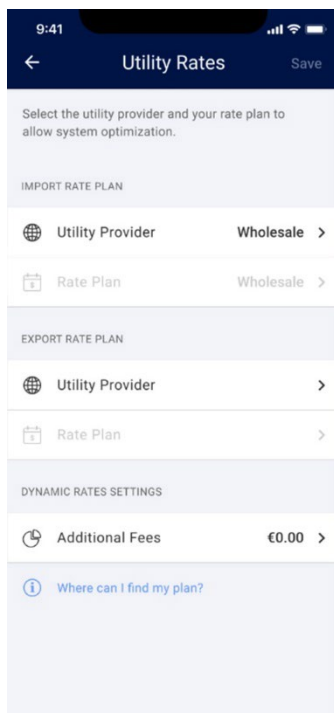 9:41
Utility Rates
Save
Select the utility provider and your rate plan to
allow system optimization.
IMPORT RATE PLAN
Utility Provider Wholesale
$ Rate Plan Wholesale
EXPORT RATE PLAN
Utility Provider
$ Rate Plan
DYNAMIC RATES SETTINGS
Additional Fees €0.00
i Where can I find my plan?